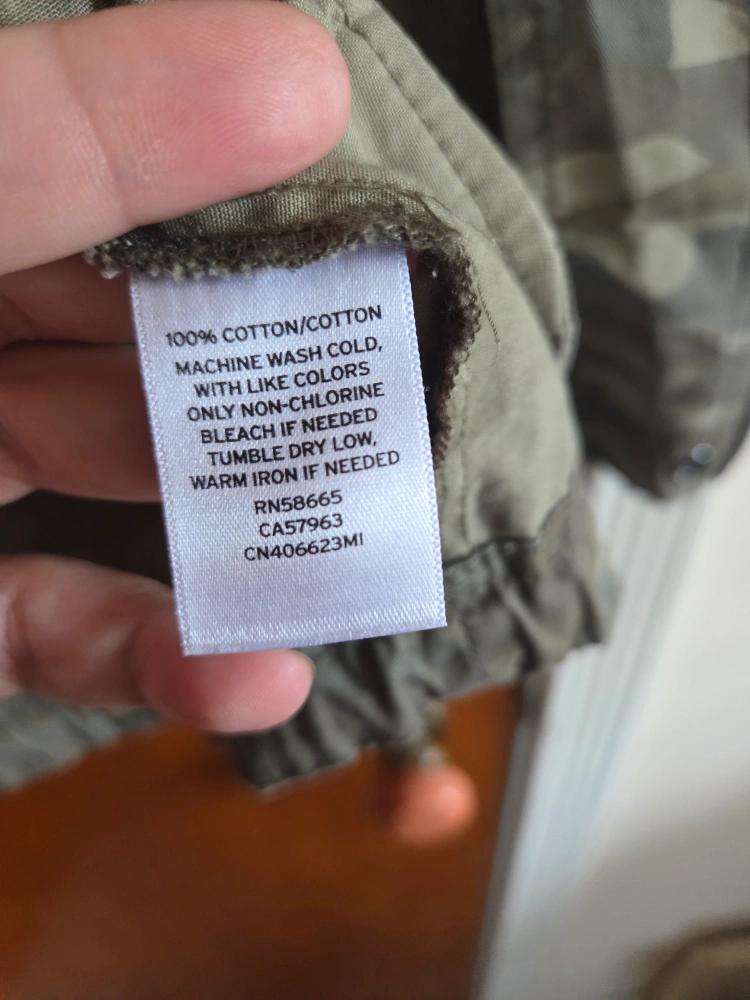 100% COTTON/COTTON
MACHINE WASH COLD,
WITH LIKE COLORS
ONLY NON-CHLORINE
BLEACH IF NEEDED
TUMBLE DRY LOW,
WARM IRON IF NEEDED
RN58665
CA57963
CN406623MI